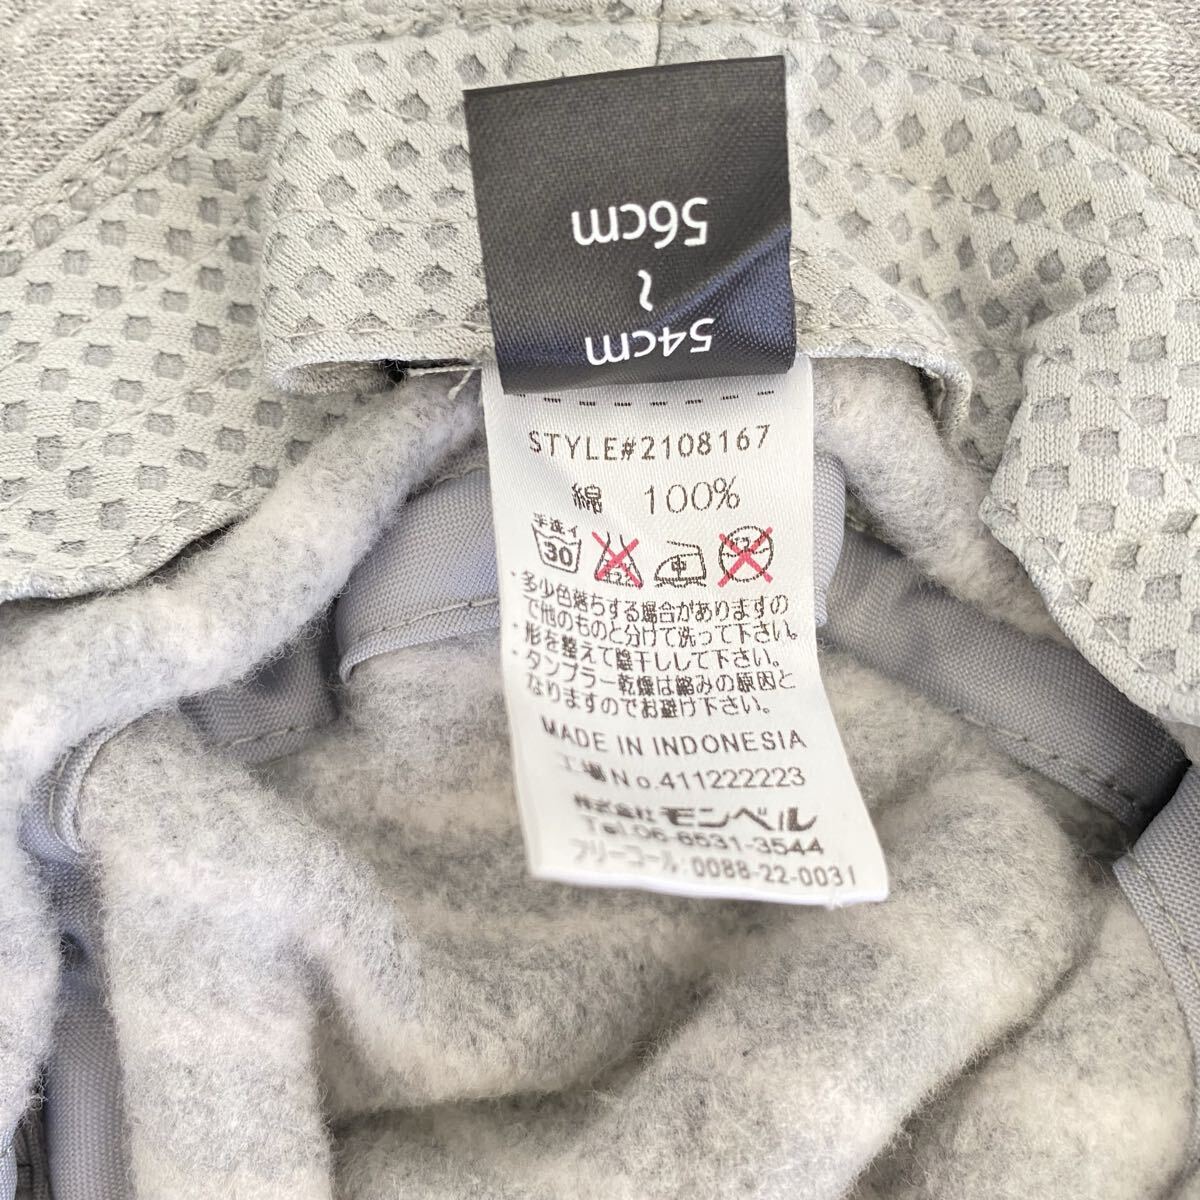 54cm
~
56cm
STYLE#2108167
綿 100%
手洗イ
30
中
・多少色落ちする場合がありますの
で他のものと分けて洗って下さい。
・形を整えて陰干しして下さい。
・タンブラー乾燥は縮みの原因と
なりますのでお避け下さい。
MADE IN INDONESIA
工場No.411222223
株式会社 モンベル
Tel.06-6531-3544
フリーコール:0088-22-0031